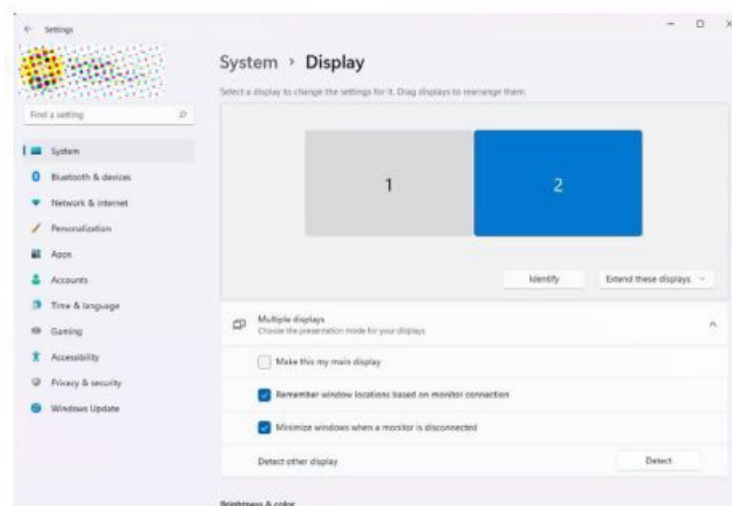 Settings
System > Display
Select a display to change the settings for it. Drag displays to rearrange them.
Find a setting
System
Bluetooth & devices
Network & internet
Personalization
Apps
Accounts
Time & language
Gaming
Accessibility
Privacy & security
Windows Update
1
2
Identify
Extend these displays
Multiple displays
Choose the presentation mode for your displays
Make this my main display
Remember window locations based on monitor connection
Minimize windows when a monitor is disconnected
Detect other display
Detect
Brightness & color